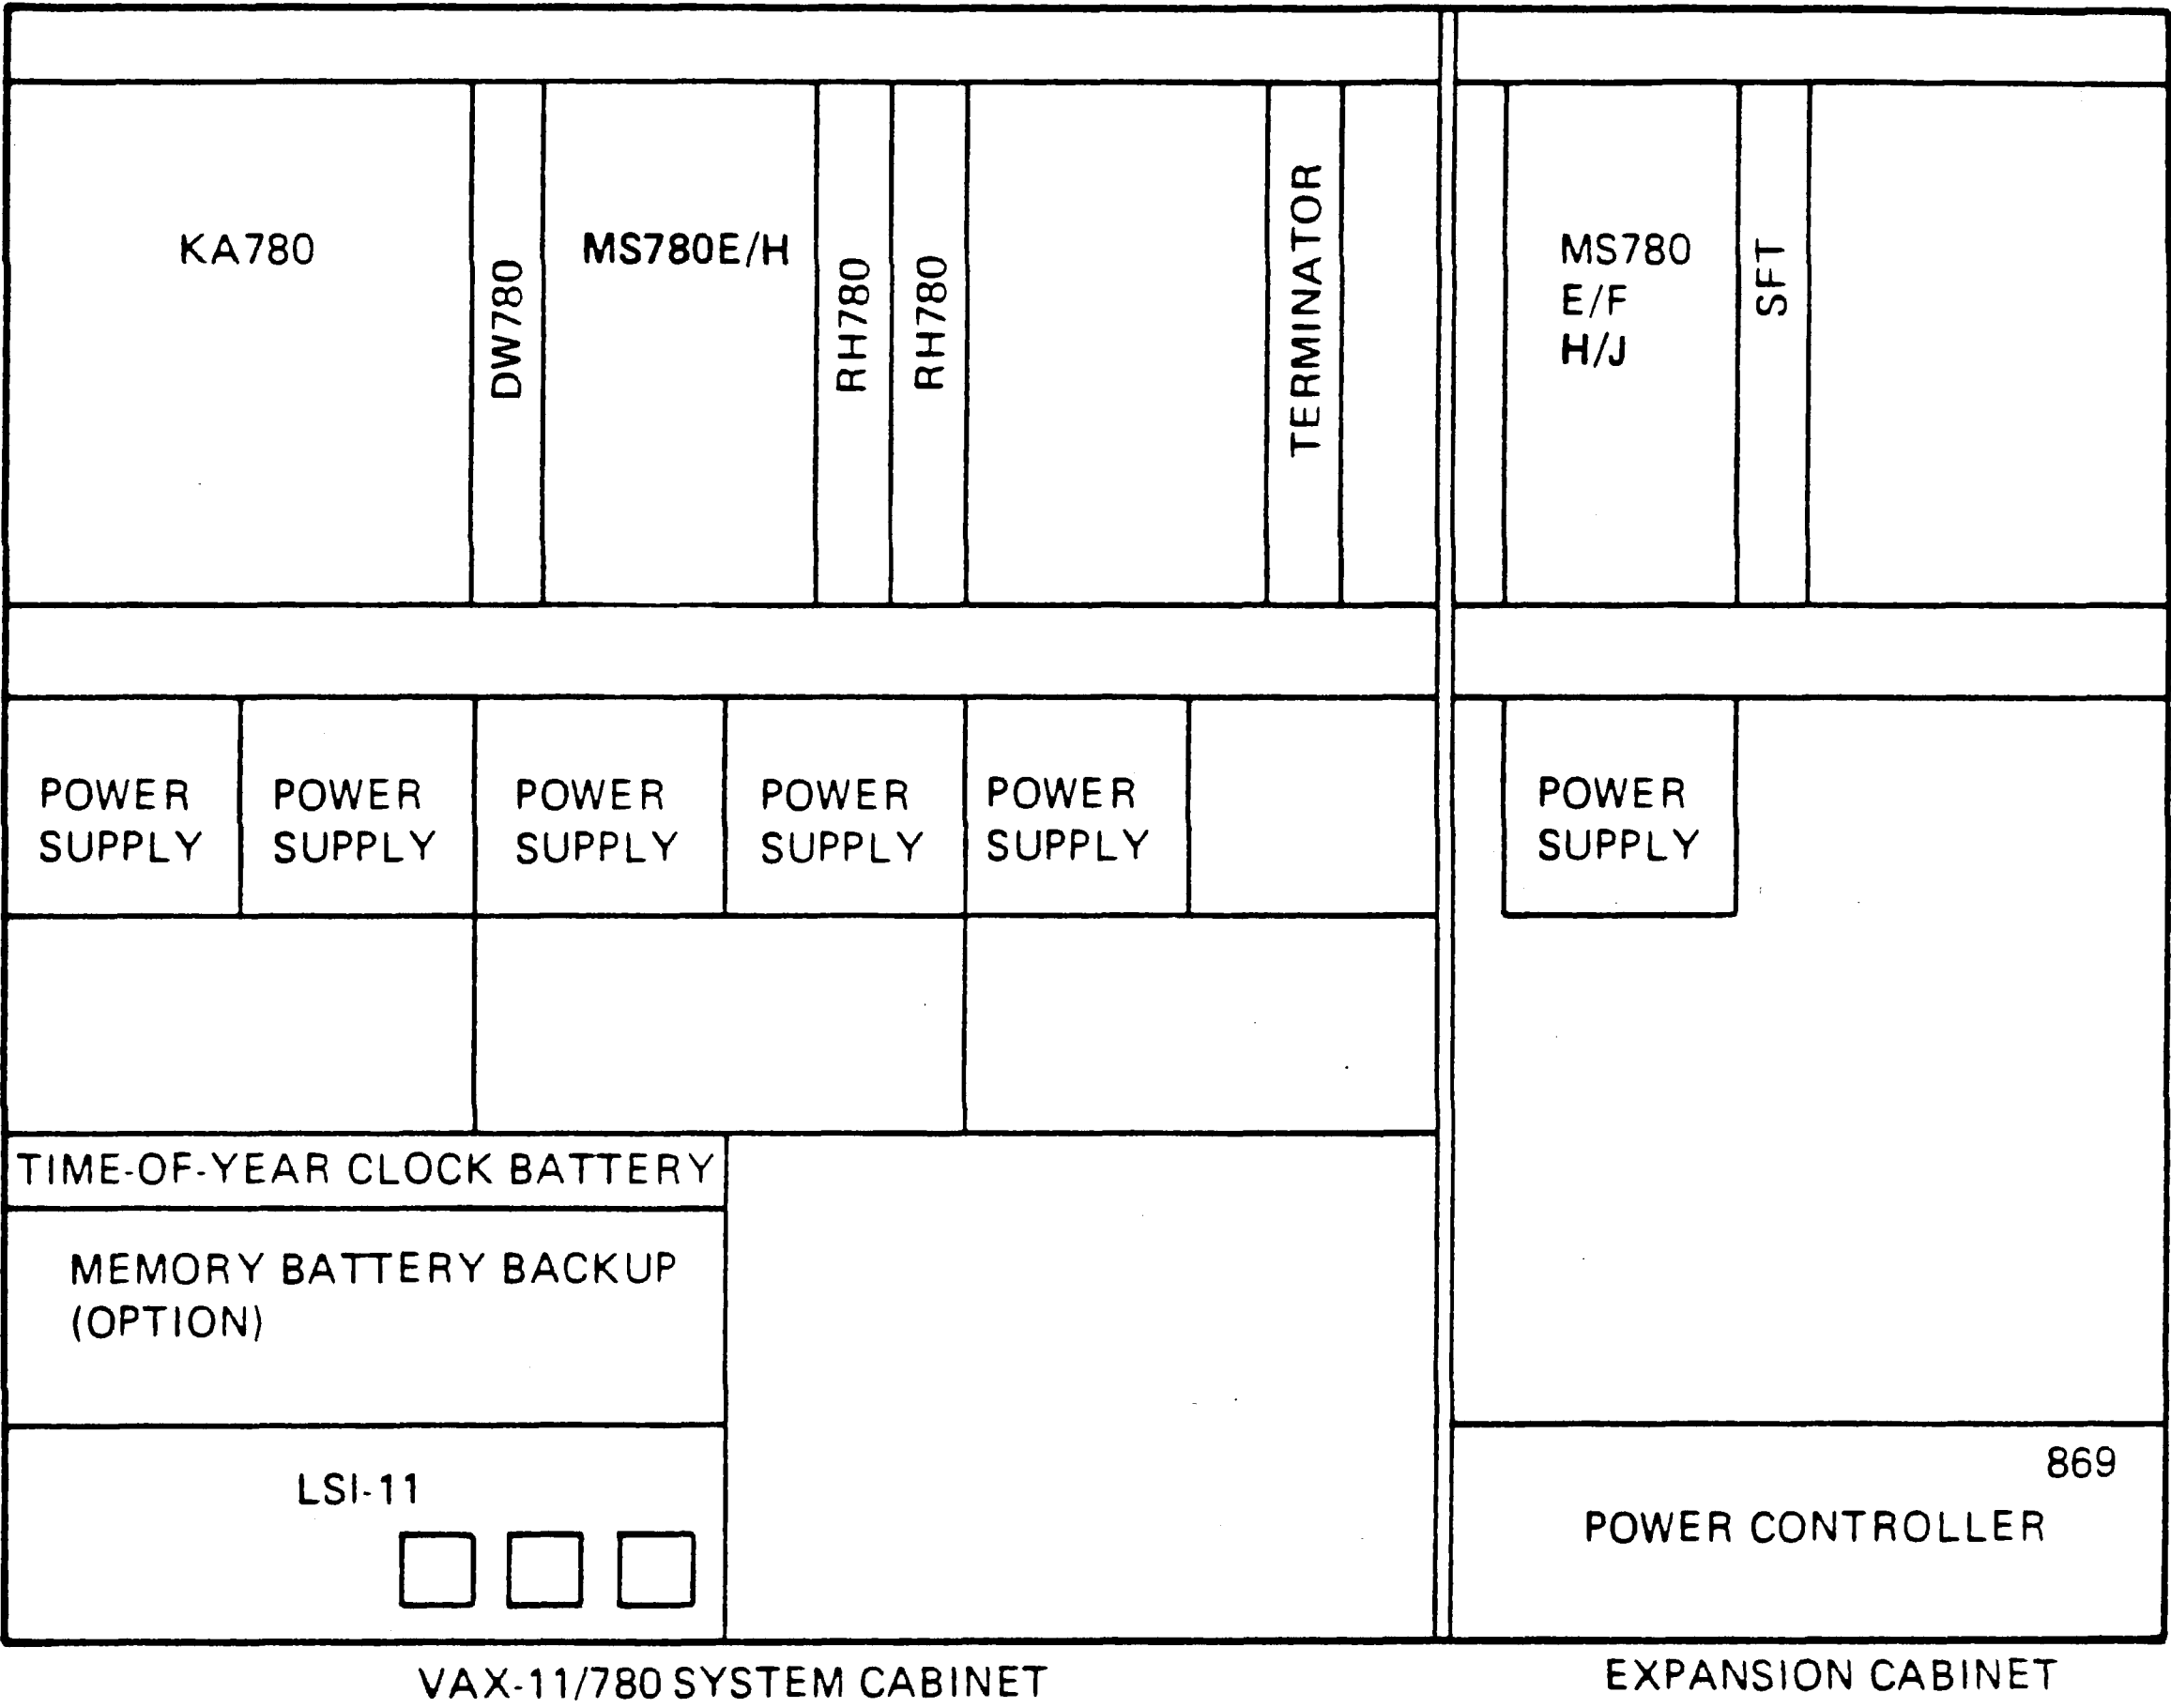 KA780
DW780
MS780E/H
RH780
RH780
TERMINATOR
MS780
E/F
H/J
SFT
POWER
SUPPLY
POWER
SUPPLY
POWER
SUPPLY
POWER
SUPPLY
POWER
SUPPLY
POWER
SUPPLY
TIME-OF-YEAR CLOCK BATTERY
MEMORY BATTERY BACKUP
(OPTION)
LSI-11
869
POWER CONTROLLER
VAX-11/780 SYSTEM CABINET
EXPANSION CABINET